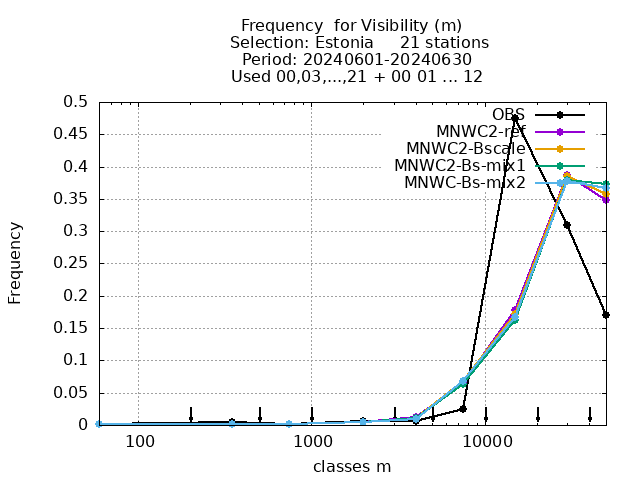 Frequency  for Visibility (m)
Selection: Estonia     21 stations
Period: 20240601-20240630
Used 00,03,...,21 + 00 01 ... 12
OBS
MNWC2-ref
MNWC2-Bscale
MNWC2-Bs-mix1
MNWC-Bs-mix2
0.5
0.45
0.4
0.35
0.3
0.25
0.2
0.15
0.1
0.05
0
Frequency
100
1000
10000
classes m